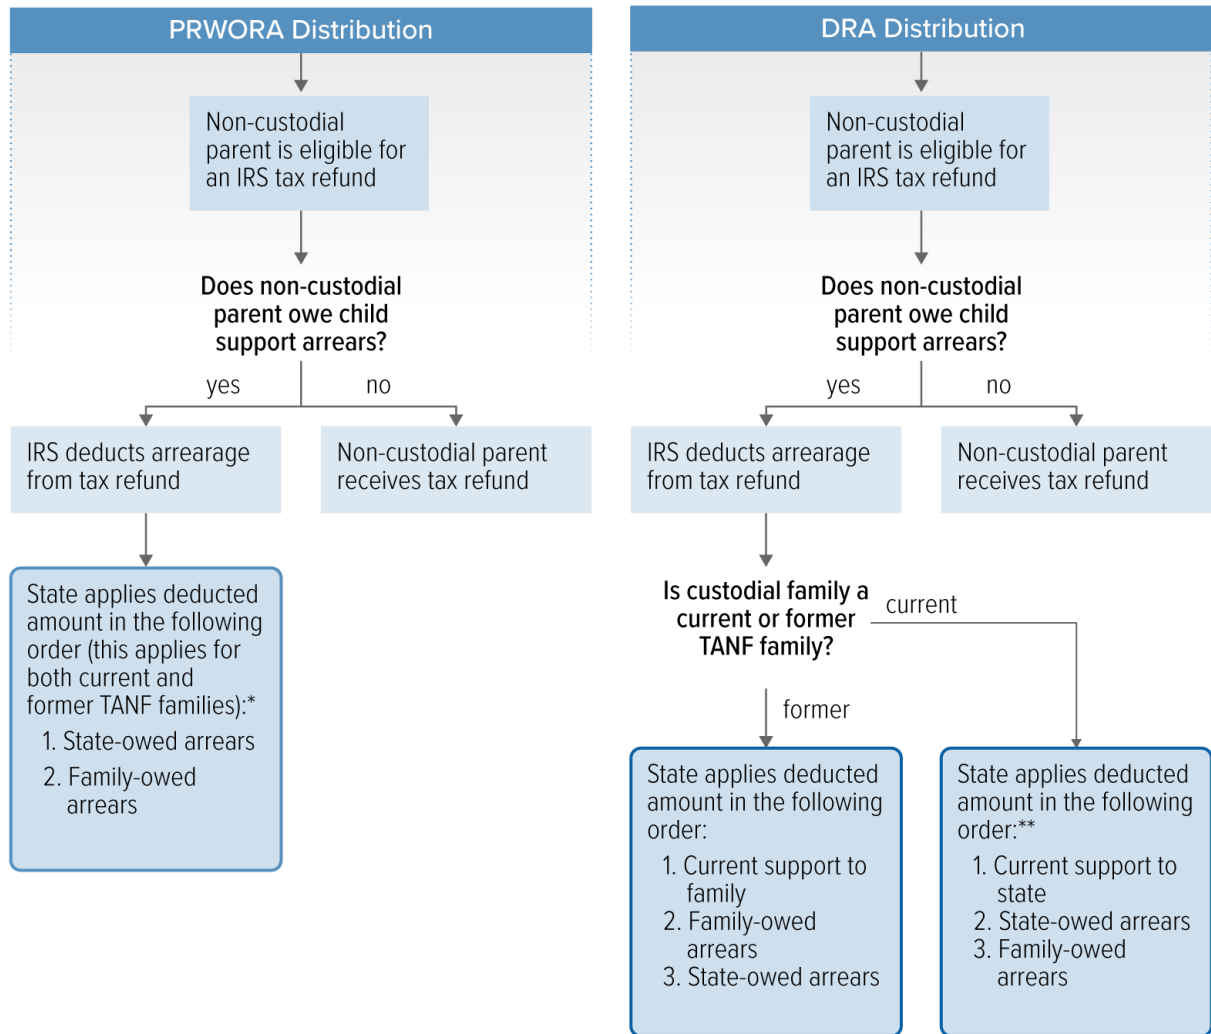 PRWORA Distribution
Non-custodial
parent is eligible for
an IRS tax refund
Does non-custodial
parent owe child
support arrears?
yes
no
IRS deducts arrearage
from tax refund
Non-custodial parent
receives tax refund
State applies deducted
amount in the following
order (this applies for
both current and
former TANF families):*
1. State-owed arrears
2. Family-owed
arrears
DRA Distribution
Non-custodial
parent is eligible for
an IRS tax refund
Does non-custodial
parent owe child
support arrears?
yes
no
IRS deducts arrearage
from tax refund
Non-custodial parent
receives tax refund
Is custodial family a
current or former
TANF family?
current
former
State applies deducted
amount in the following
order:
1. Current support to
family
2. Family-owed
arrears
3. State-owed arrears
State applies deducted
amount in the following
order:**
1. Current support to
state
2. State-owed arrears
3. Family-owed
arrears